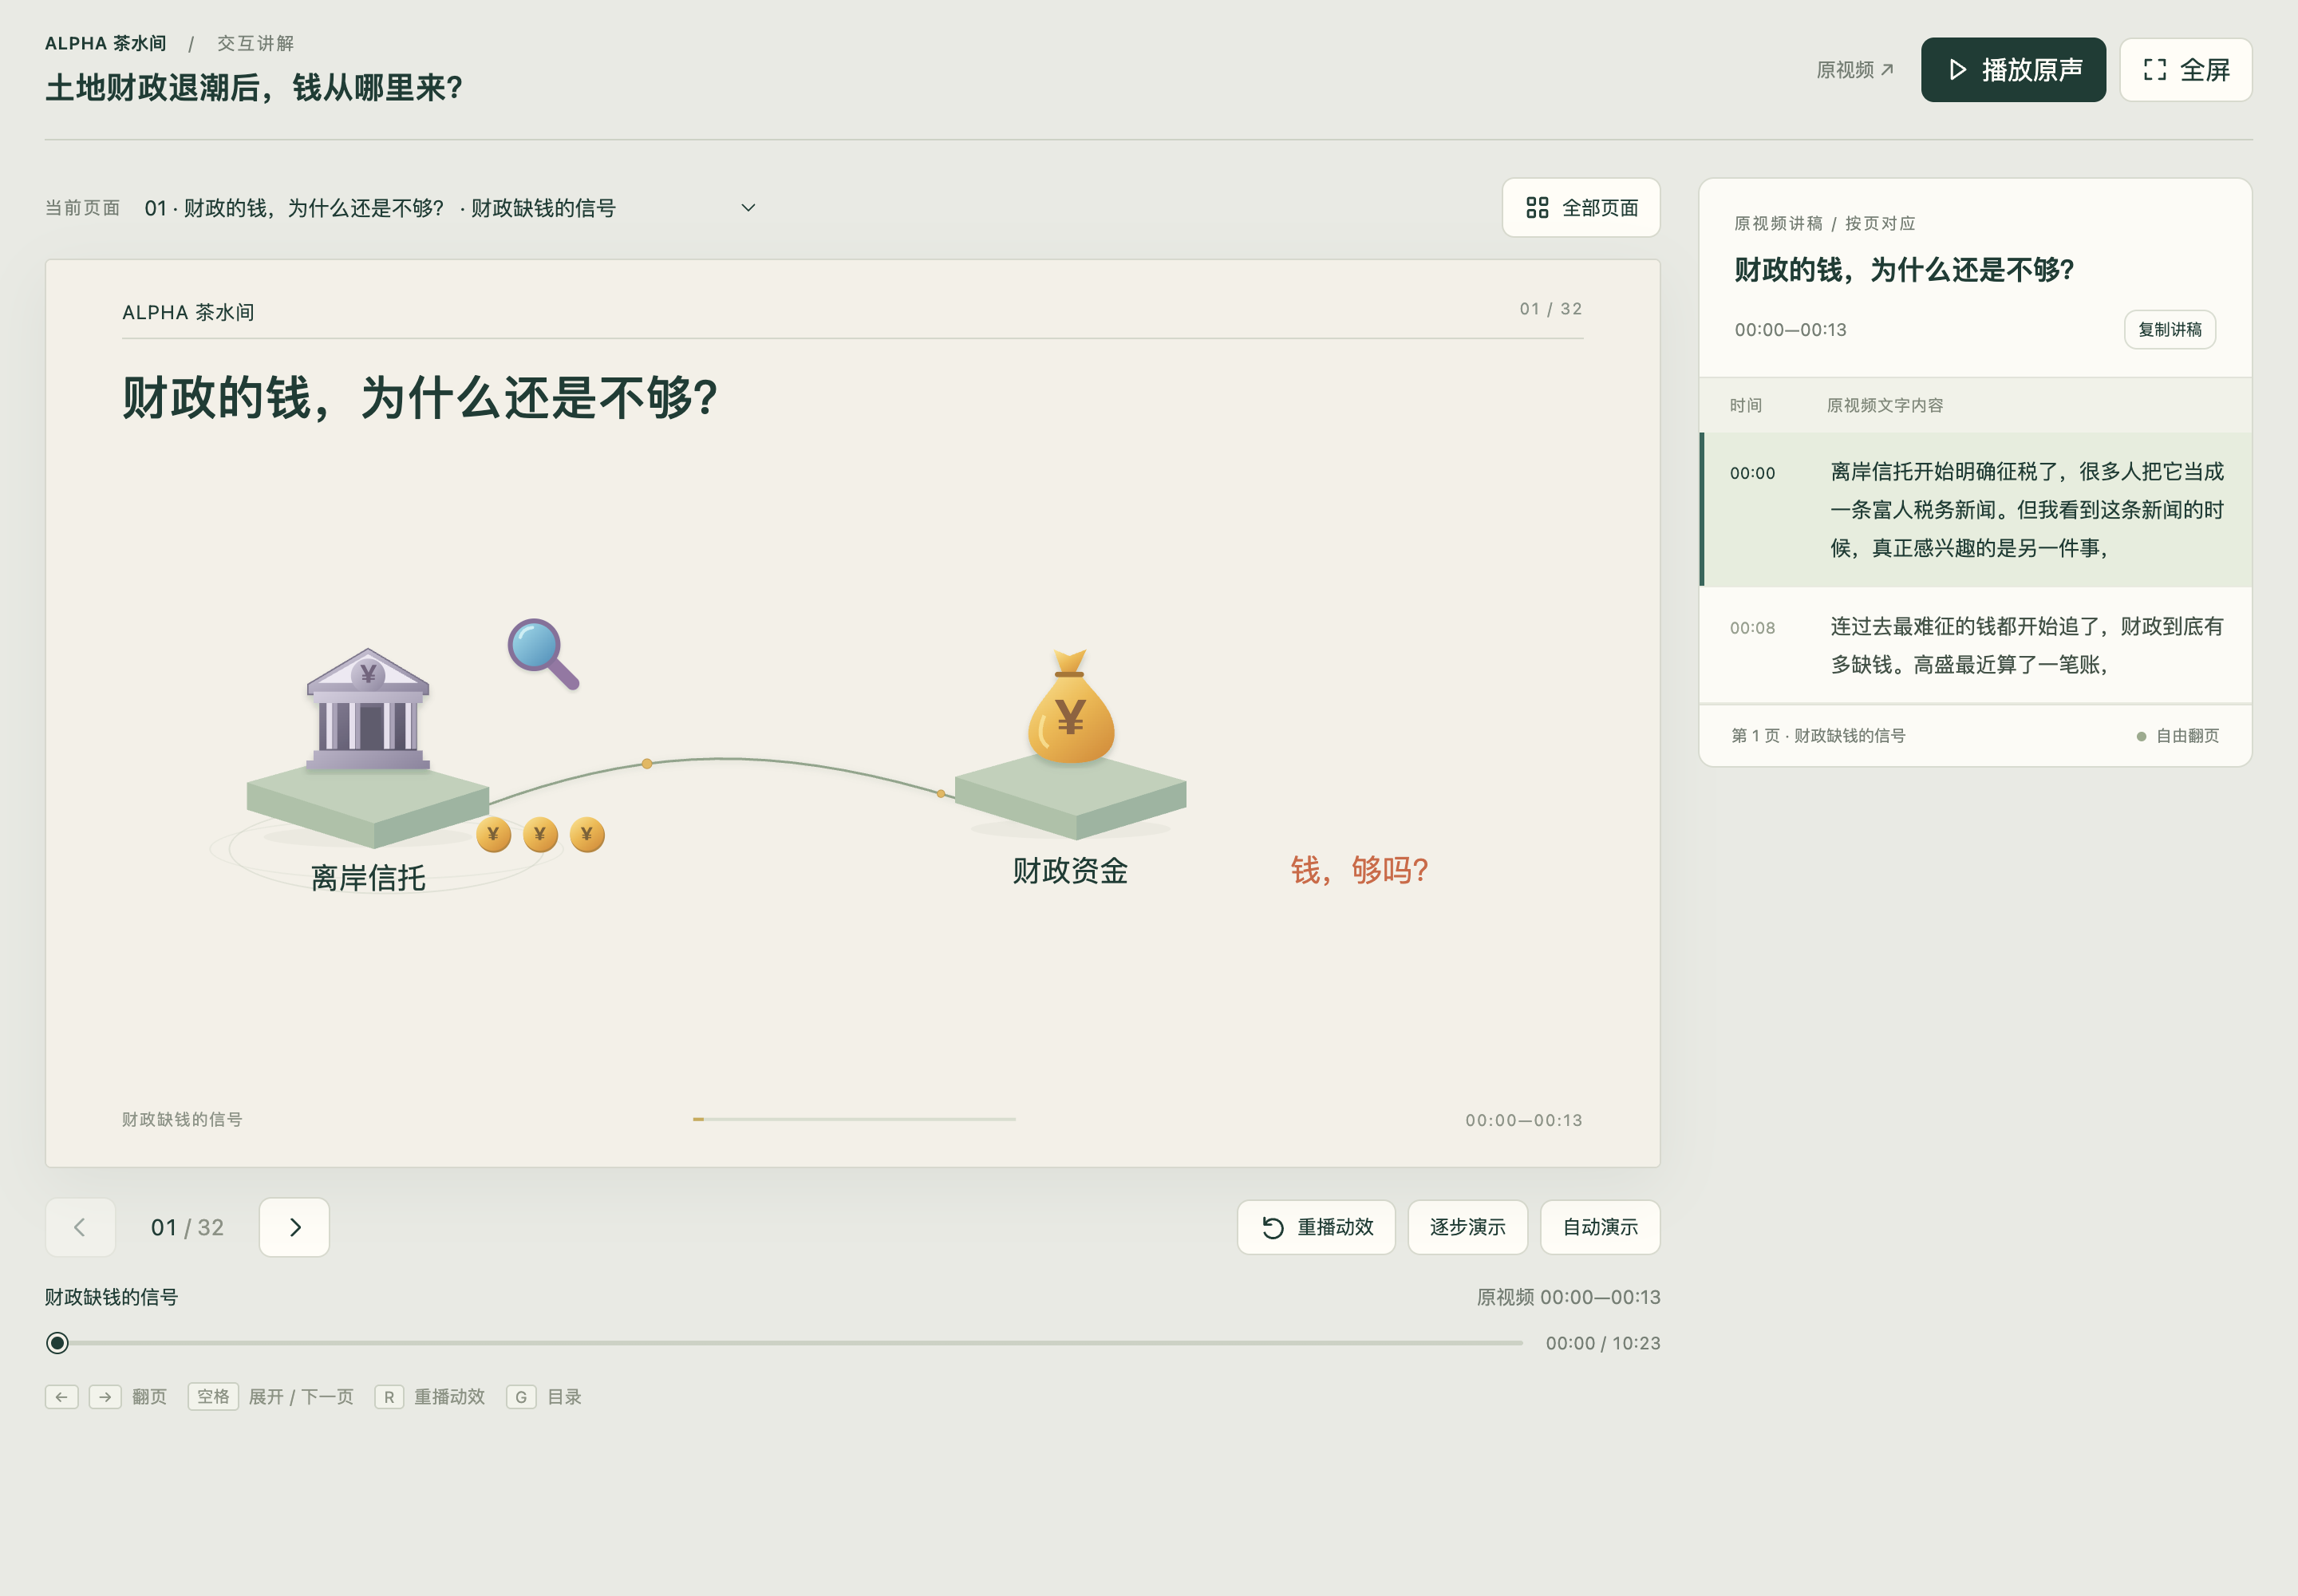 ALPHA 茶水间 / 交互讲解
土地财政退潮后，钱从哪里来？
原视频 ↗
播放原声
全屏
当前页面 01 · 财政的钱，为什么还是不够？ · 财政缺钱的信号
全部页面
ALPHA 茶水间
01 / 32
财政的钱，为什么还是不够？
¥
¥
¥ ¥ ¥
离岸信托
财政资金
钱，够吗？
财政缺钱的信号
00:00—00:13
原视频讲稿 / 按页对应
财政的钱，为什么还是不够？
00:00—00:13
复制讲稿
时间 原视频文字内容
00:00 离岸信托开始明确征税了，很多人把它当成
一条富人税务新闻。但我看到这条新闻的时
候，真正感兴趣的是另一件事，
00:08 连过去最难征的钱都开始追了，财政到底有
多缺钱。高盛最近算了一笔账，
第 1 页 · 财政缺钱的信号
自由翻页
01 / 32
重播动效
逐步演示
自动演示
财政缺钱的信号
原视频 00:00—00:13
00:00 / 10:23
← → 翻页 空格 展开 / 下一页 R 重播动效 G 目录